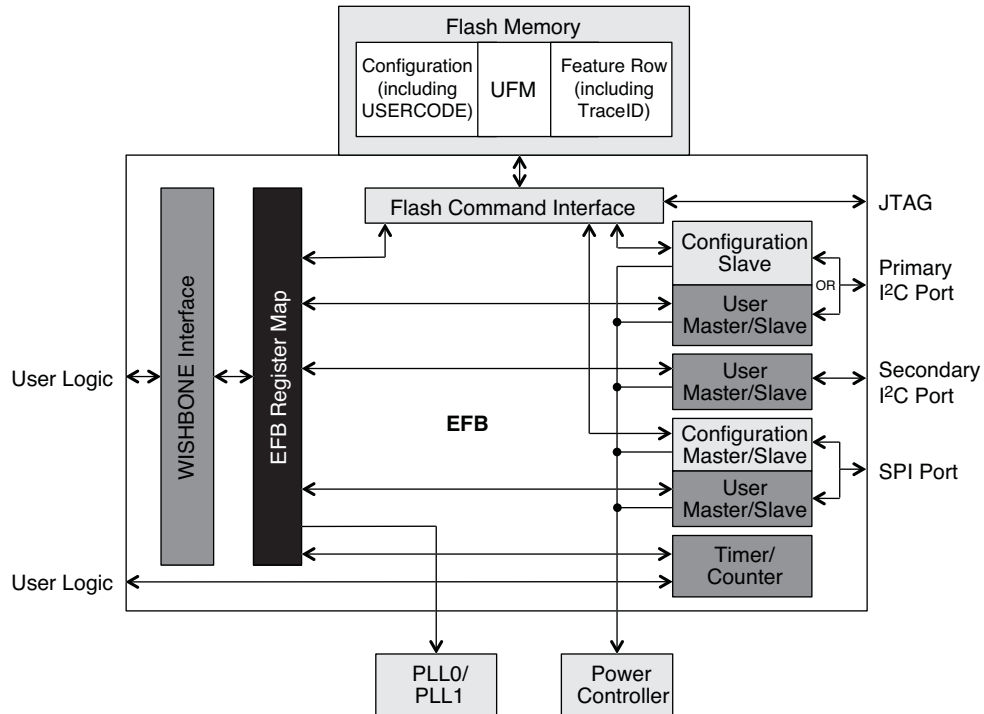 Flash Memory
Configuration
(including
USERCODE)
UFM
Feature Row
(including
TraceID)
Flash Command Interface
JTAG
Configuration
Slave
OR
Primary
I²C Port
User
Master/Slave
WISHBONE Interface
EFB Register Map
User Logic
User
Master/Slave
Secondary
I²C Port
EFB
Configuration
Master/Slave
SPI Port
User
Master/Slave
Timer/
Counter
User Logic
PLL0/
PLL1
Power
Controller